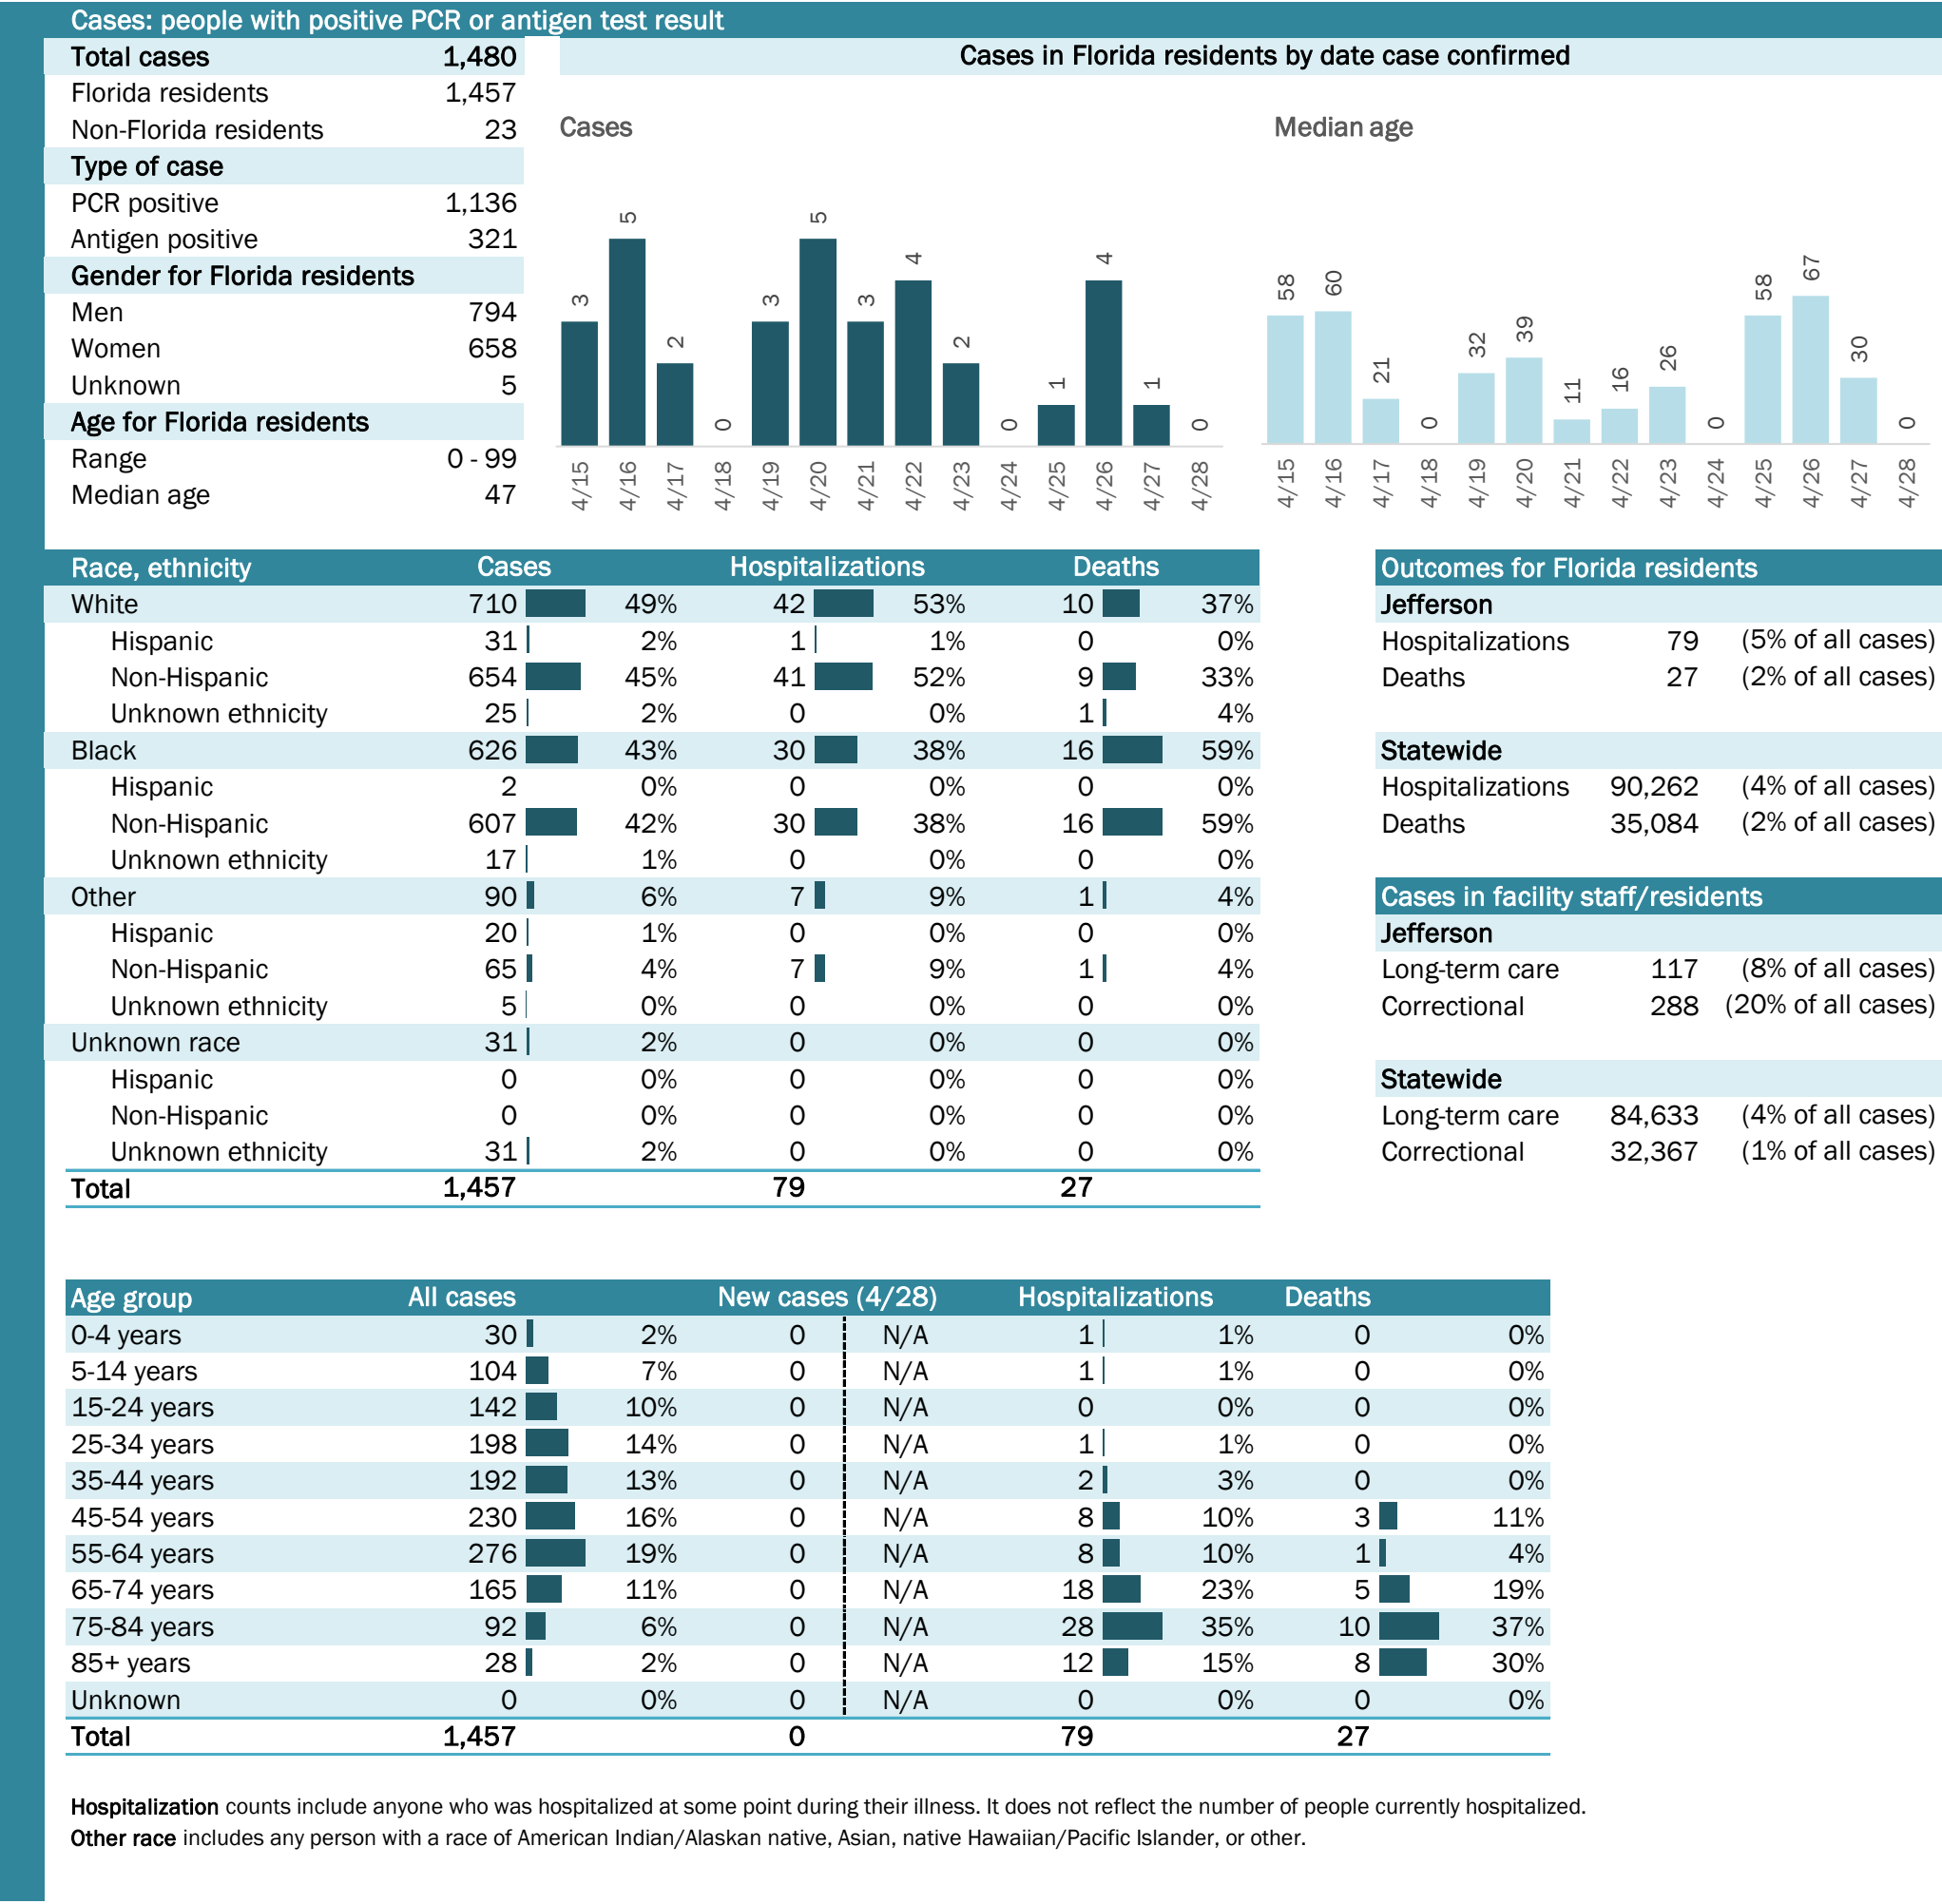 Cases: people with positive PCR or antigen test result
Total cases 1,480
Florida residents 1,457
Non-Florida residents 23
Type of case
PCR positive 1,136
Antigen positive 321
Gender for Florida residents
Men 794
Women 658
Unknown 5
Age for Florida residents
Range 0 - 99
Median age 47
Cases in Florida residents by date case confirmed
Cases
3 5 2 0 3 5 3 4 2 0 1 4 1 0
4/15 4/16 4/17 4/18 4/19 4/20 4/21 4/22 4/23 4/24 4/25 4/26 4/27 4/28
Median age
58 60 21 0 32 39 11 16 26 0 58 67 30 0
4/15 4/16 4/17 4/18 4/19 4/20 4/21 4/22 4/23 4/24 4/25 4/26 4/27 4/28
Race, ethnicity Cases Hospitalizations Deaths
White 710 49% 42 53% 10 37%
Hispanic 31 2% 1 1% 0 0%
Non-Hispanic 654 45% 41 52% 9 33%
Unknown ethnicity 25 2% 0 0% 1 4%
Black 626 43% 30 38% 16 59%
Hispanic 2 0% 0 0% 0 0%
Non-Hispanic 607 42% 30 38% 16 59%
Unknown ethnicity 17 1% 0 0% 0 0%
Other 90 6% 7 9% 1 4%
Hispanic 20 1% 0 0% 0 0%
Non-Hispanic 65 4% 7 9% 1 4%
Unknown ethnicity 5 0% 0 0% 0 0%
Unknown race 31 2% 0 0% 0 0%
Hispanic 0 0% 0 0% 0 0%
Non-Hispanic 0 0% 0 0% 0 0%
Unknown ethnicity 31 2% 0 0% 0 0%
Total 1,457 79 27
Outcomes for Florida residents
Jefferson
Hospitalizations 79 (5% of all cases)
Deaths 27 (2% of all cases)
Statewide
Hospitalizations 90,262 (4% of all cases)
Deaths 35,084 (2% of all cases)
Cases in facility staff/residents
Jefferson
Long-term care 117 (8% of all cases)
Correctional 288 (20% of all cases)
Statewide
Long-term care 84,633 (4% of all cases)
Correctional 32,367 (1% of all cases)
Age group All cases New cases (4/28) Hospitalizations Deaths
0-4 years 30 2% 0 N/A 1 1% 0 0%
5-14 years 104 7% 0 N/A 1 1% 0 0%
15-24 years 142 10% 0 N/A 0 0% 0 0%
25-34 years 198 14% 0 N/A 1 1% 0 0%
35-44 years 192 13% 0 N/A 2 3% 0 0%
45-54 years 230 16% 0 N/A 8 10% 3 11%
55-64 years 276 19% 0 N/A 8 10% 1 4%
65-74 years 165 11% 0 N/A 18 23% 5 19%
75-84 years 92 6% 0 N/A 28 35% 10 37%
85+ years 28 2% 0 N/A 12 15% 8 30%
Unknown 0 0% 0 N/A 0 0% 0 0%
Total 1,457 0 79 27
Hospitalization counts include anyone who was hospitalized at some point during their illness. It does not reflect the number of people currently hospitalized.
Other race includes any person with a race of American Indian/Alaskan native, Asian, native Hawaiian/Pacific Islander, or other.